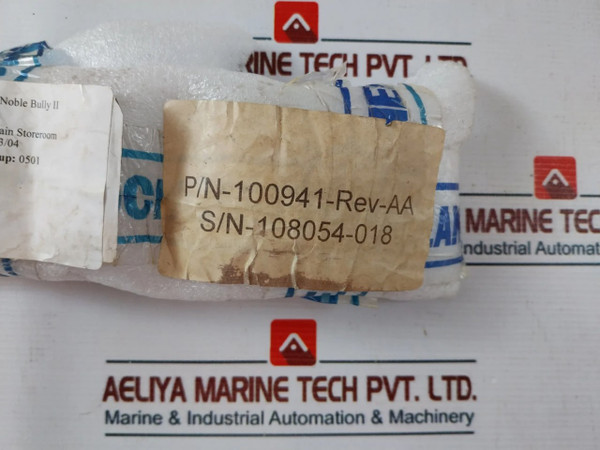 RINE TECH PVT. LTD.
Noble Bully II
ain Storeroom
3/04
up: 0501
P/N-100941-Rev-AA
S/N-108054-018
MARINE TEC
Industrial Automat
AELIYA MARINE TECH PVT. LTD.
Marine & Industrial Automation & Machinery